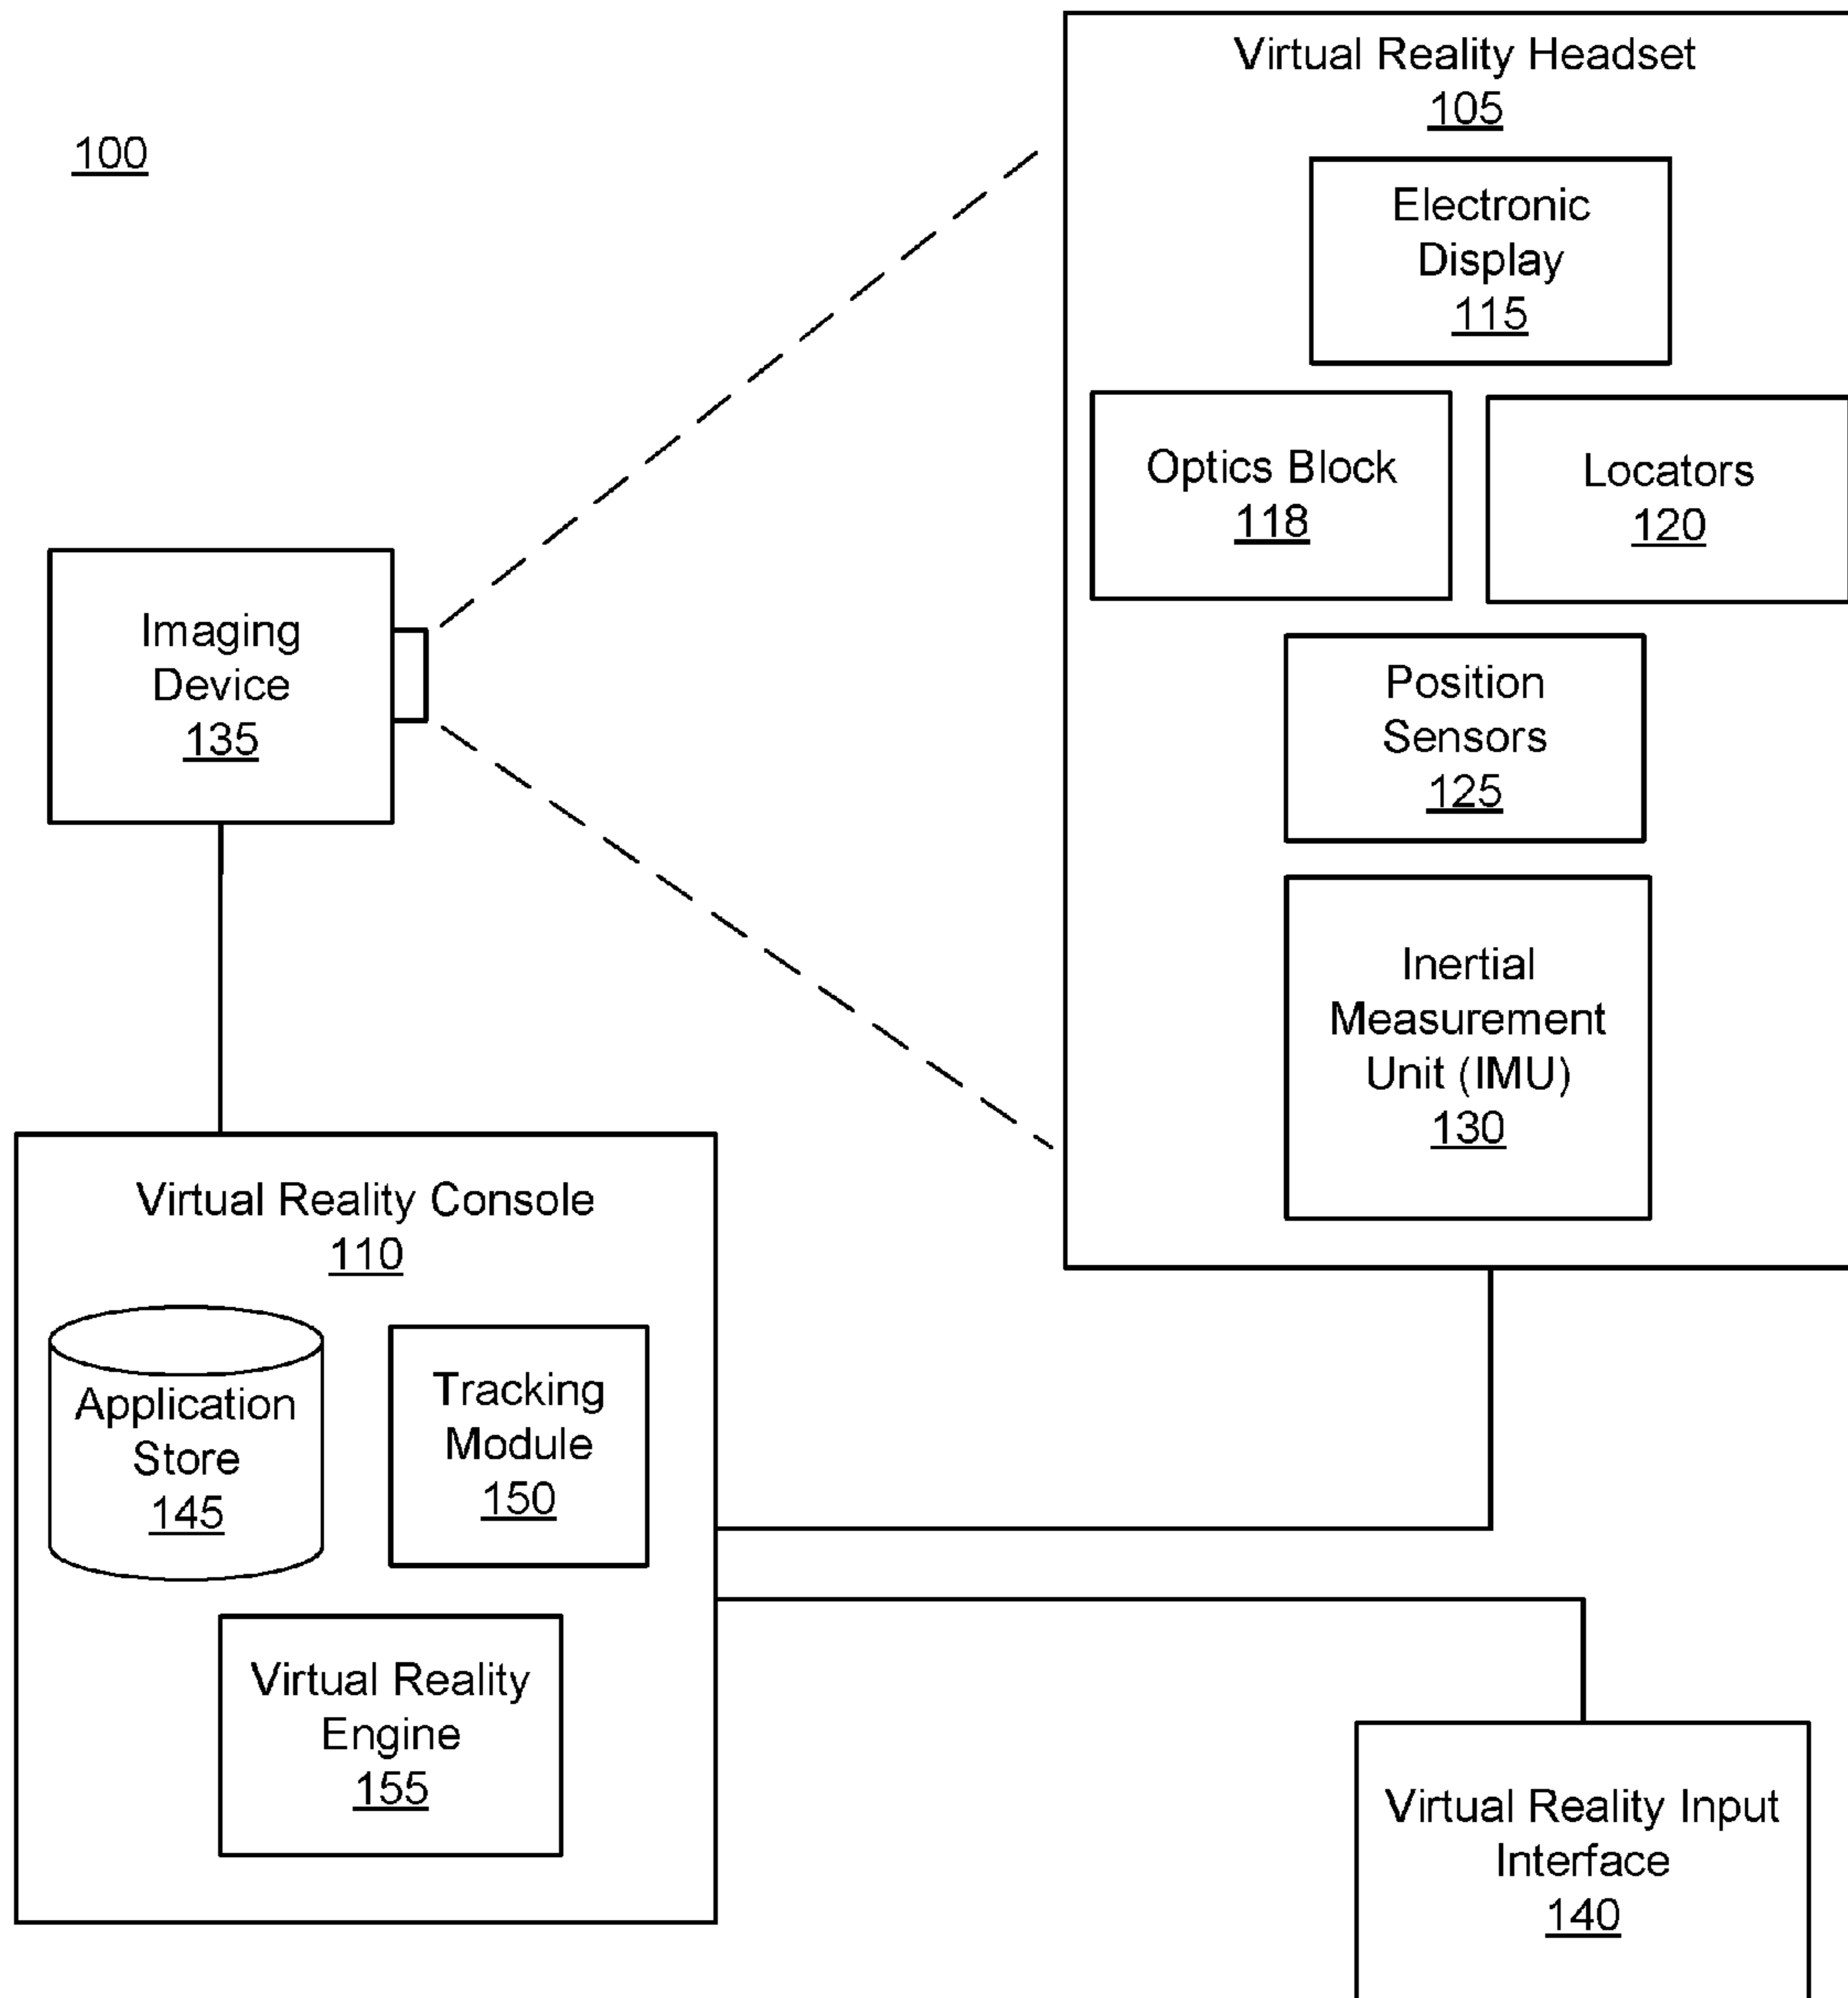 100
Virtual Reality Headset
105
Electronic
Display
115
Optics Block
118
Locators
120
Position
Sensors
125
Inertial
Measurement
Unit (IMU)
130
Imaging
Device
135
Virtual Reality Console
110
Application
Store
145
Tracking
Module
150
Virtual Reality
Engine
155
Virtual Reality Input
Interface
140